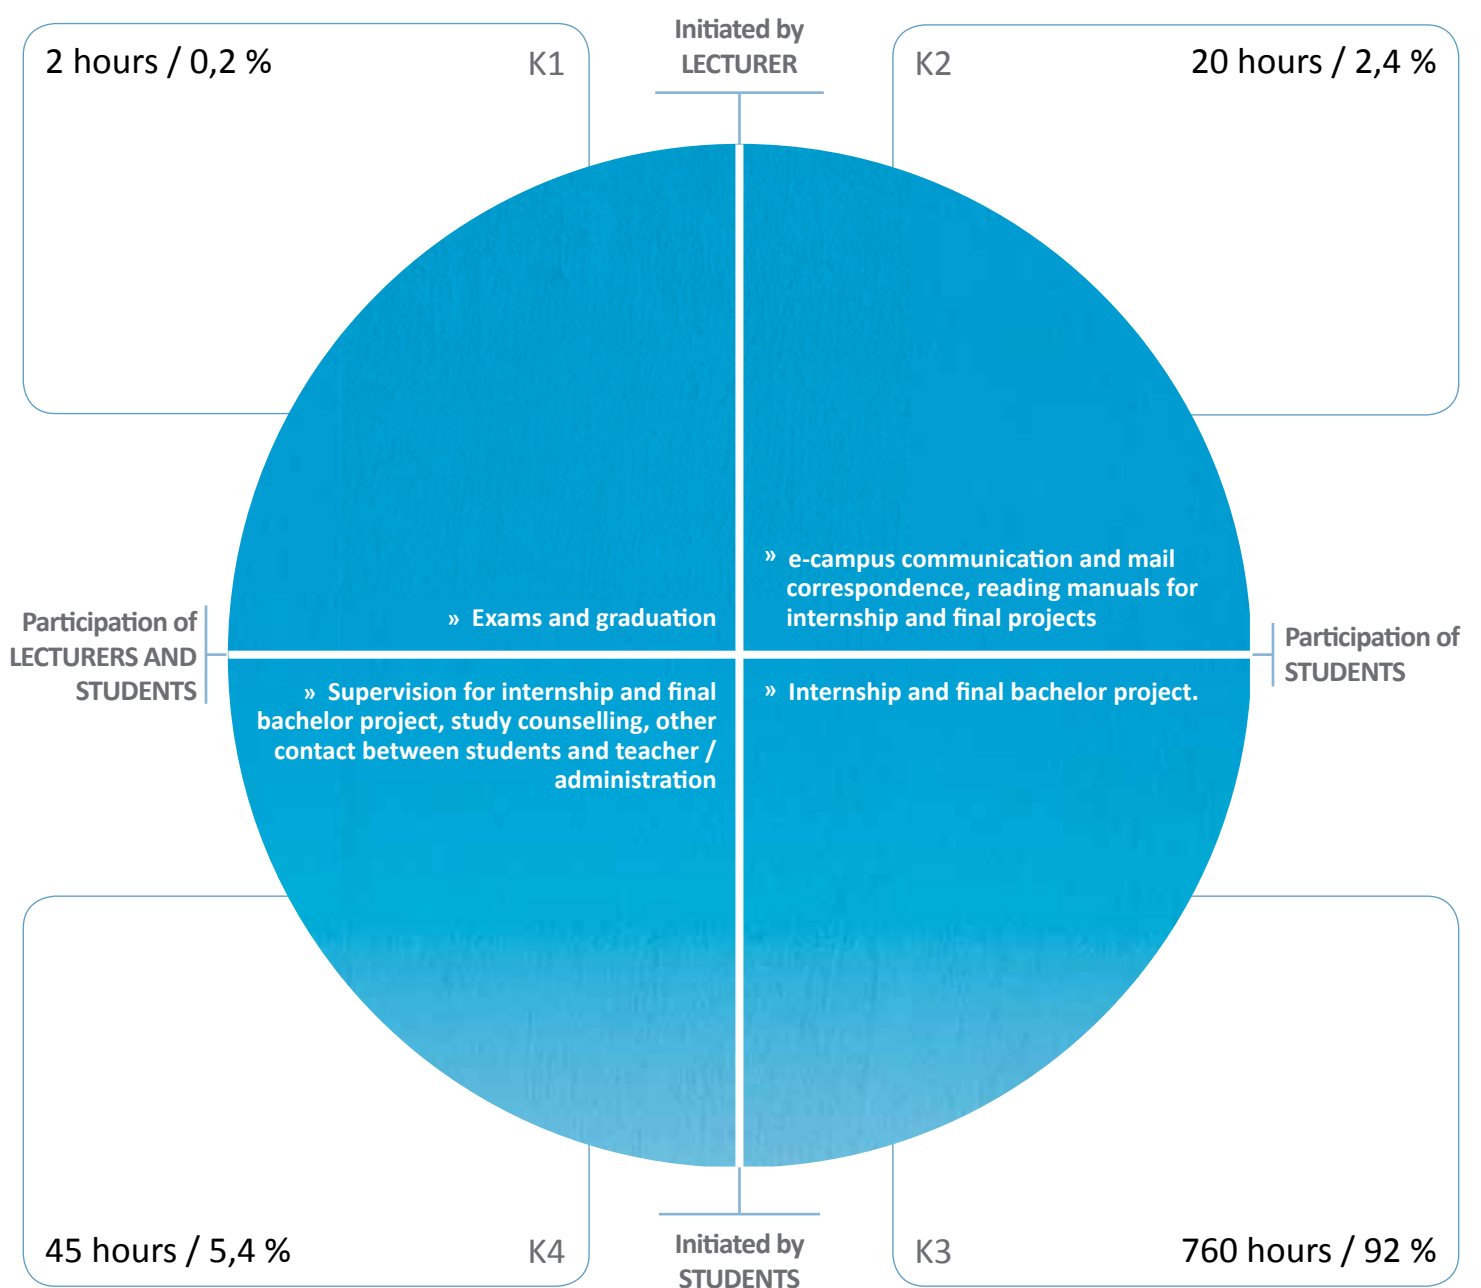 2 hours / 0,2 %
K1
Initiated by
LECTURER
K2
20 hours / 2,4 %
» Exams and graduation
» e-campus communication and mail
correspondence, reading manuals for
internship and final projects
Participation of
LECTURERS AND
STUDENTS
Participation of
STUDENTS
» Supervision for internship and final
bachelor project, study counselling, other
contact between students and teacher /
administration
» Internship and final bachelor project.
45 hours / 5,4 %
K4
Initiated by
STUDENTS
K3
760 hours / 92 %